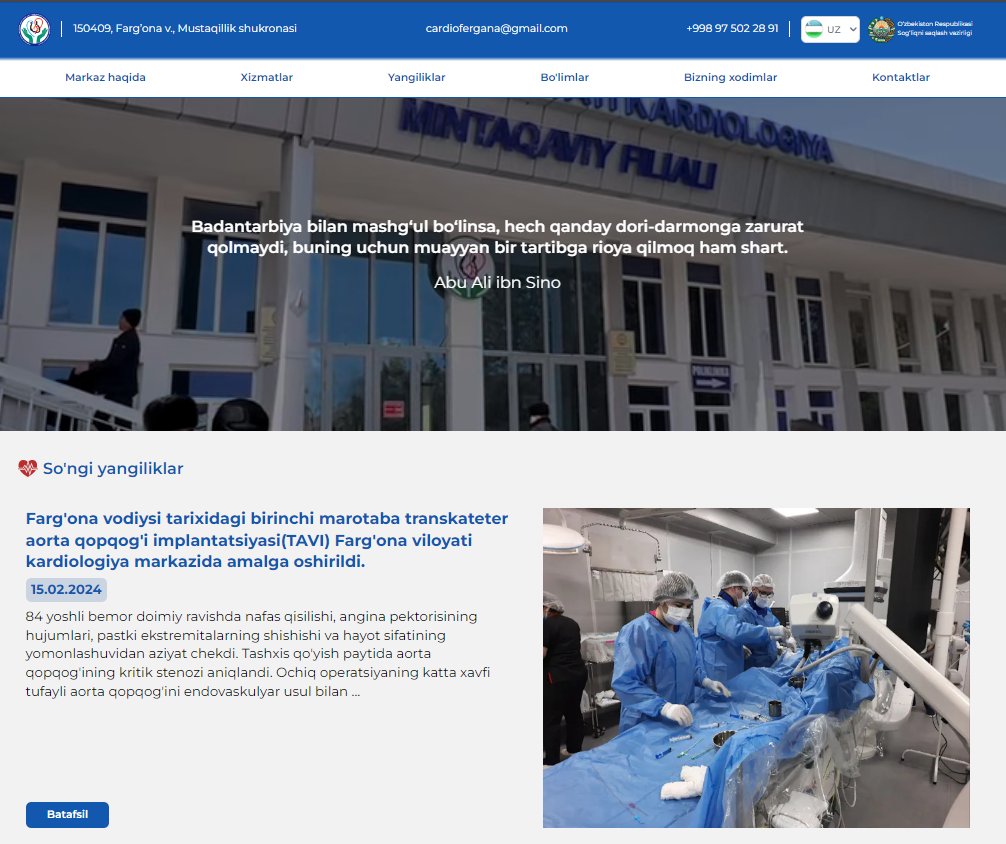 150409, Farg’ona v., Mustaqillik shukronasi
cardiofergana@gmail.com
+998 97 502 28 91
UZ
O’zbekiston Respublikasi
Sog’liqni saqlash vazirligi
Markaz haqida
Xizmatlar
Yangiliklar
Bo'limlar
Bizning xodimlar
Kontaktlar
KARDIOLOGIYA
MINTAQAVIY FILIALI
Badantarbiya bilan mashg‘ul bo‘linsa, hech qanday dori-darmonga zarurat
qolmaydi, buning uchun muayyan bir tartibga rioya qilmoq ham shart.
Abu Ali ibn Sino
POLIKLINIKA
So'ngi yangiliklar
Farg'ona vodiysi tarixidagi birinchi marotaba transkateter
aorta qopqog'i implantatsiyasi(TAVI) Farg'ona viloyati
kardiologiya markazida amalga oshirildi.
15.02.2024
84 yoshli bemor doimiy ravishda nafas qisilishi, angina pektorisining
hujumlari, pastki ekstremitalarning shishishi va hayot sifatining
yomonlashuvidan aziyat chekdi. Tashxis qo'yish paytida aorta
qopqog'ining kritik stenozi aniqlandi. Ochiq operatsiyaning katta xavfi
tufayli aorta qopqog'ini endovaskulyar usul bilan ...
Batafsil